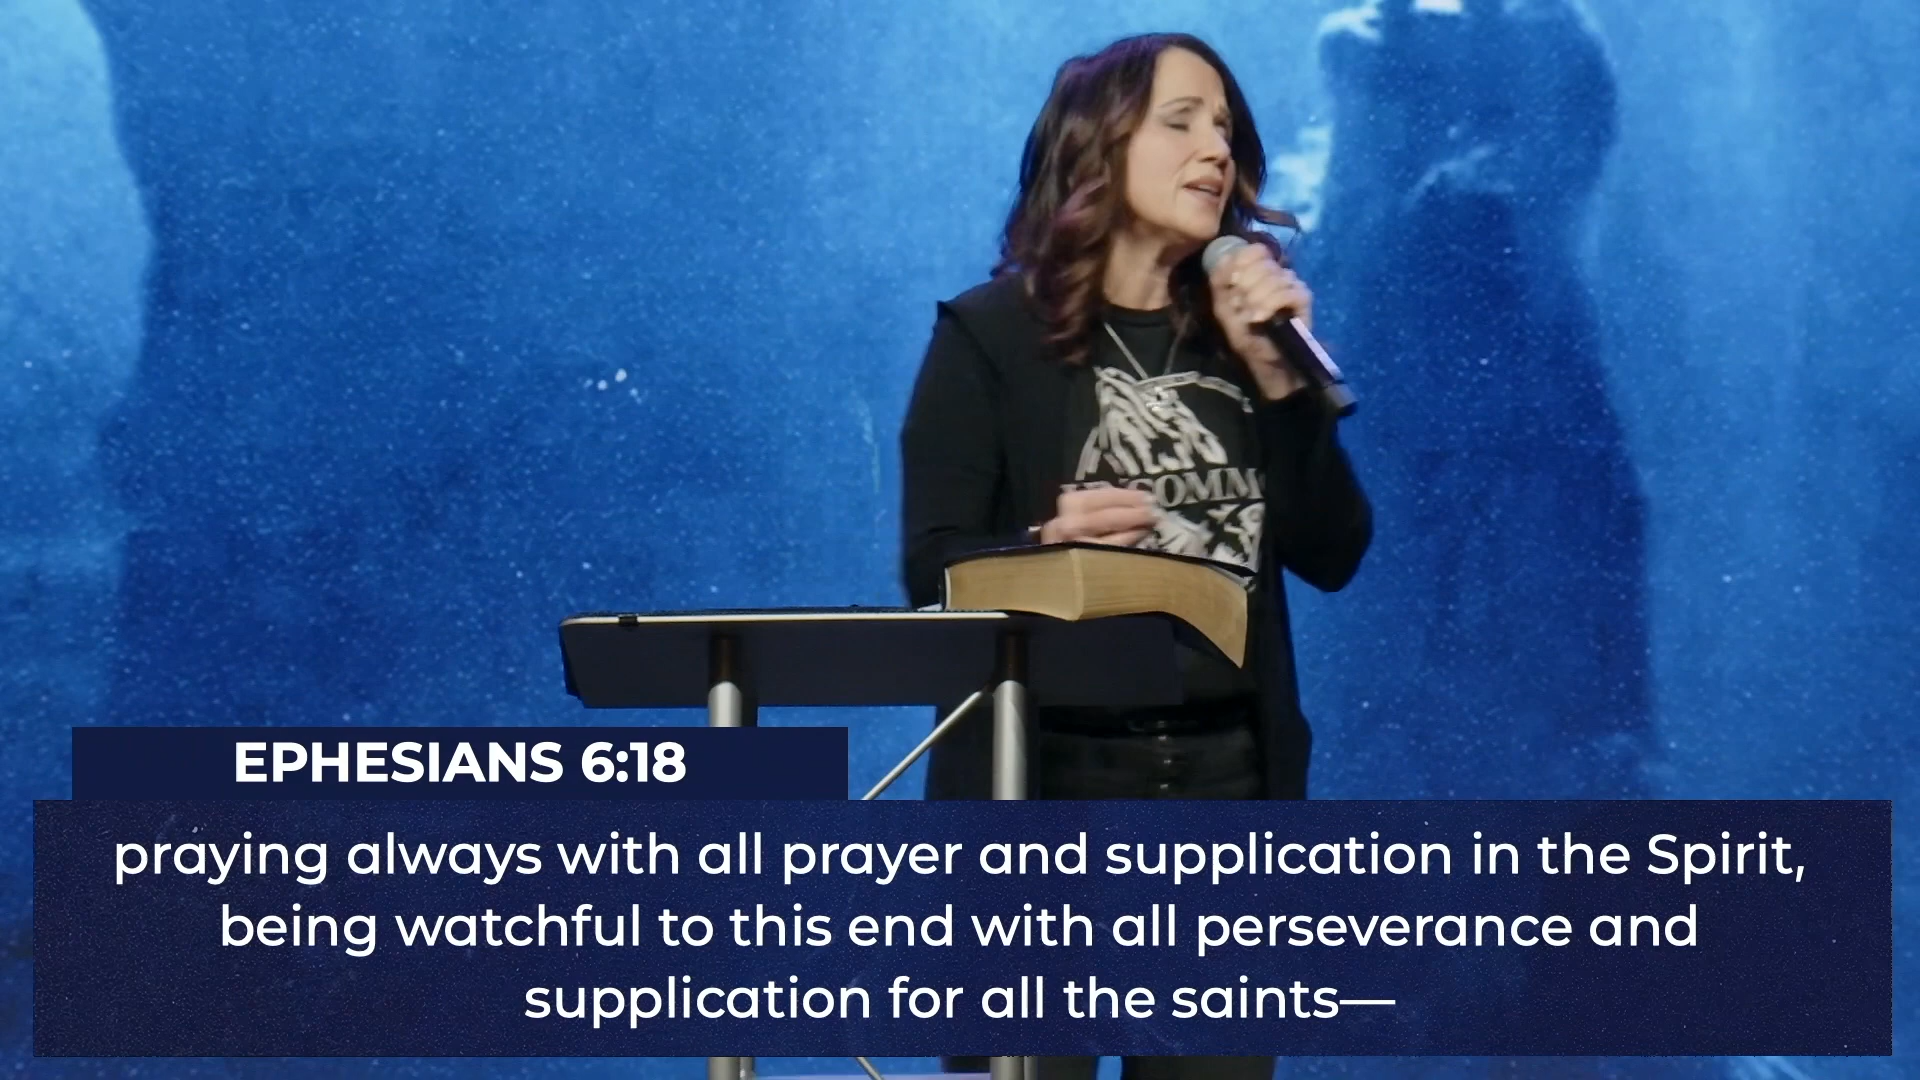 EPHESIANS 6:18
praying always with all prayer and supplication in the Spirit,
being watchful to this end with all perseverance and
supplication for all the saints—